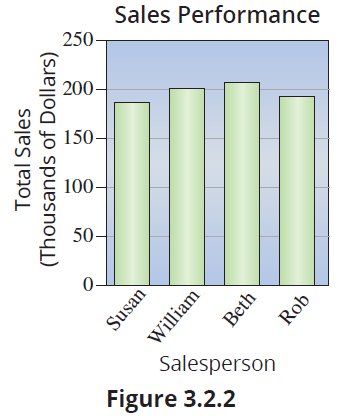 Sales Performance
Total Sales
(Thousands of Dollars)
250
200
150
100
50
0
Susan
William
Beth
Rob
Salesperson
Figure 3.2.2